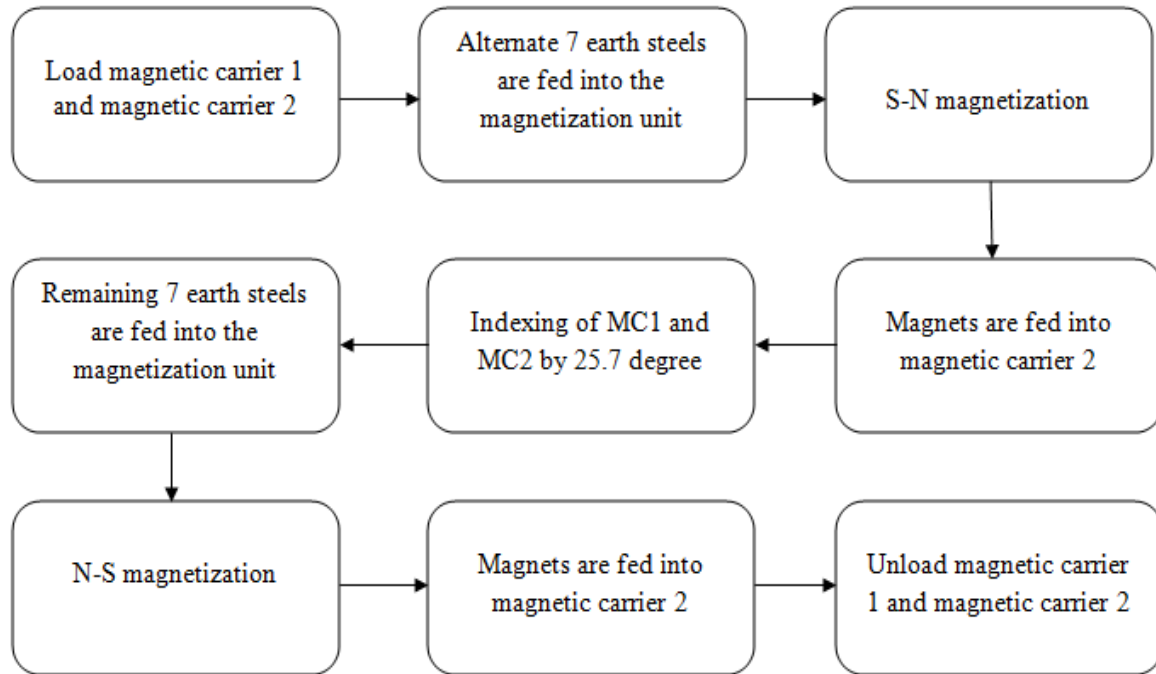 Load magnetic carrier 1
and magnetic carrier 2
Alternate 7 earth steels
are fed into the
magnetization unit
S-N magnetization
Magnets are fed into
magnetic carrier 2
Indexing of MC1 and
MC2 by 25.7 degree
Remaining 7 earth steels
are fed into the
magnetization unit
N-S magnetization
Magnets are fed into
magnetic carrier 2
Unload magnetic carrier
1 and magnetic carrier 2